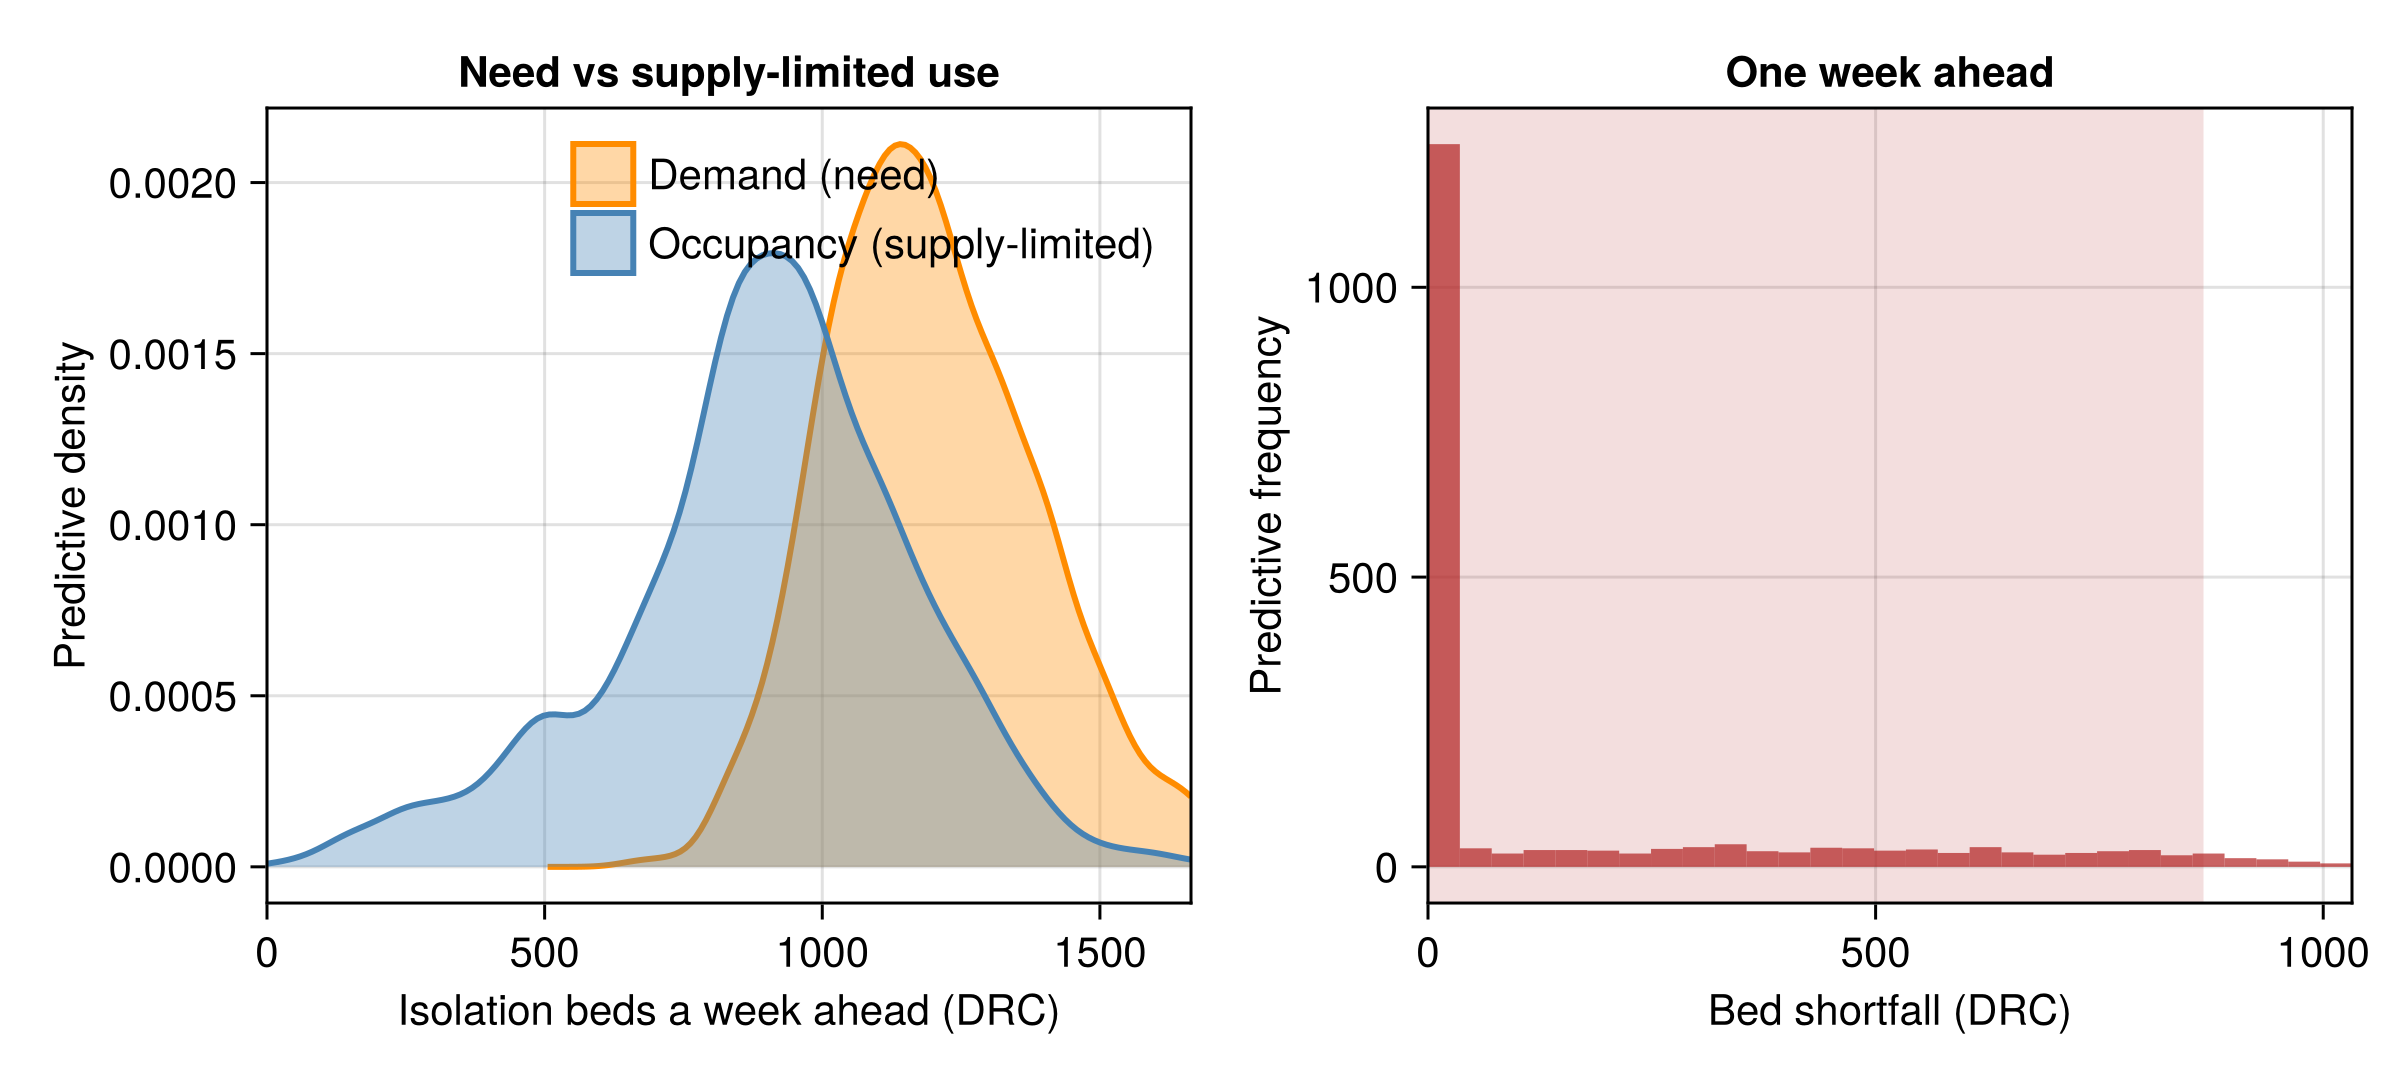 Need vs supply-limited use
Demand (need)
Occupancy (supply-limited)
Predictive density
0.0020
0.0015
0.0010
0.0005
0.0000
0
500
1000
1500
Isolation beds a week ahead (DRC)
One week ahead
Predictive frequency
1000
500
0
0
500
1000
Bed shortfall (DRC)